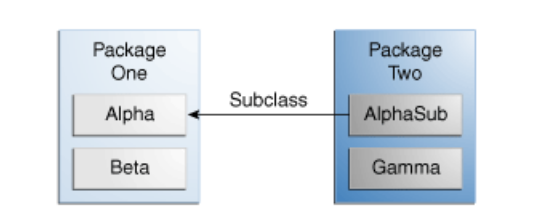 Package
One
Alpha
Beta
Subclass
Package
Two
AlphaSub
Gamma